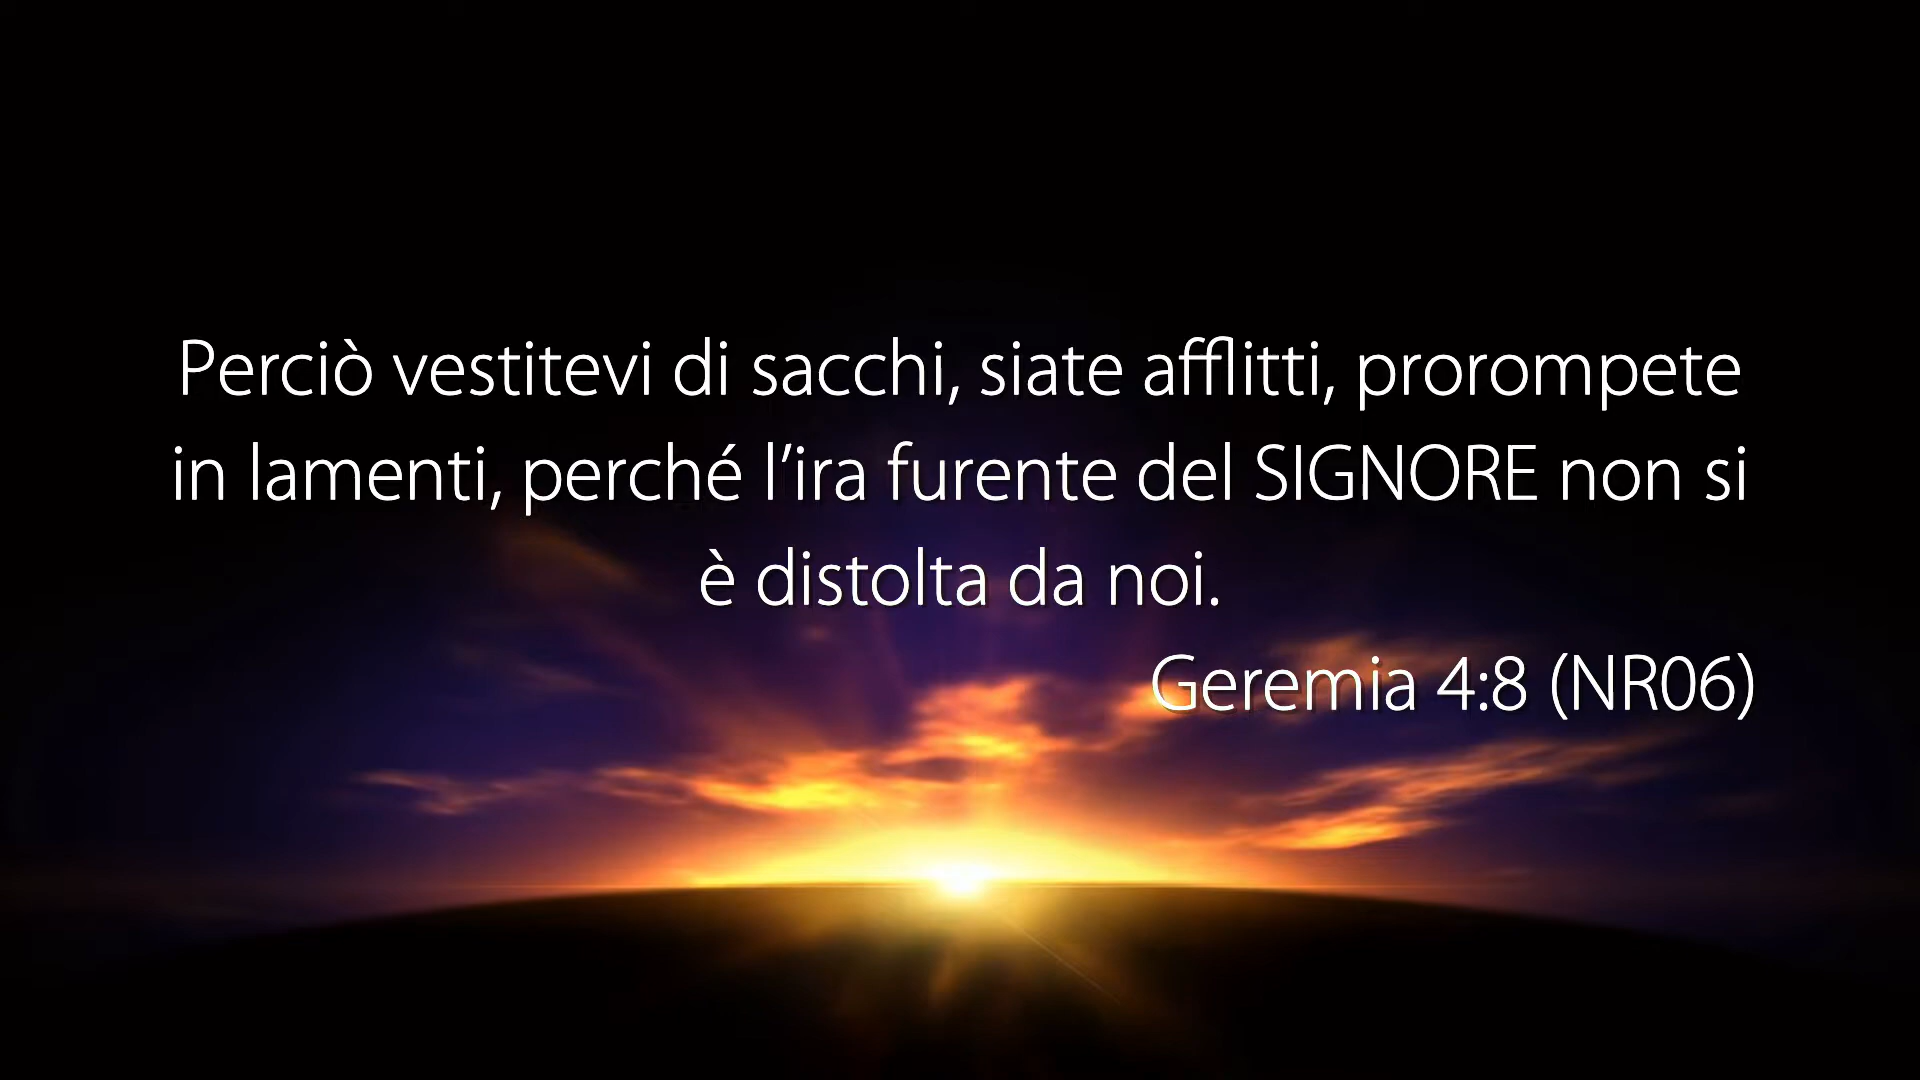 Perciò vestitevi di sacchi, siate afflitti, prorompete
in lamenti, perché l’ira furente del SIGNORE non si
è distolta da noi.
Geremia 4:8 (NR06)